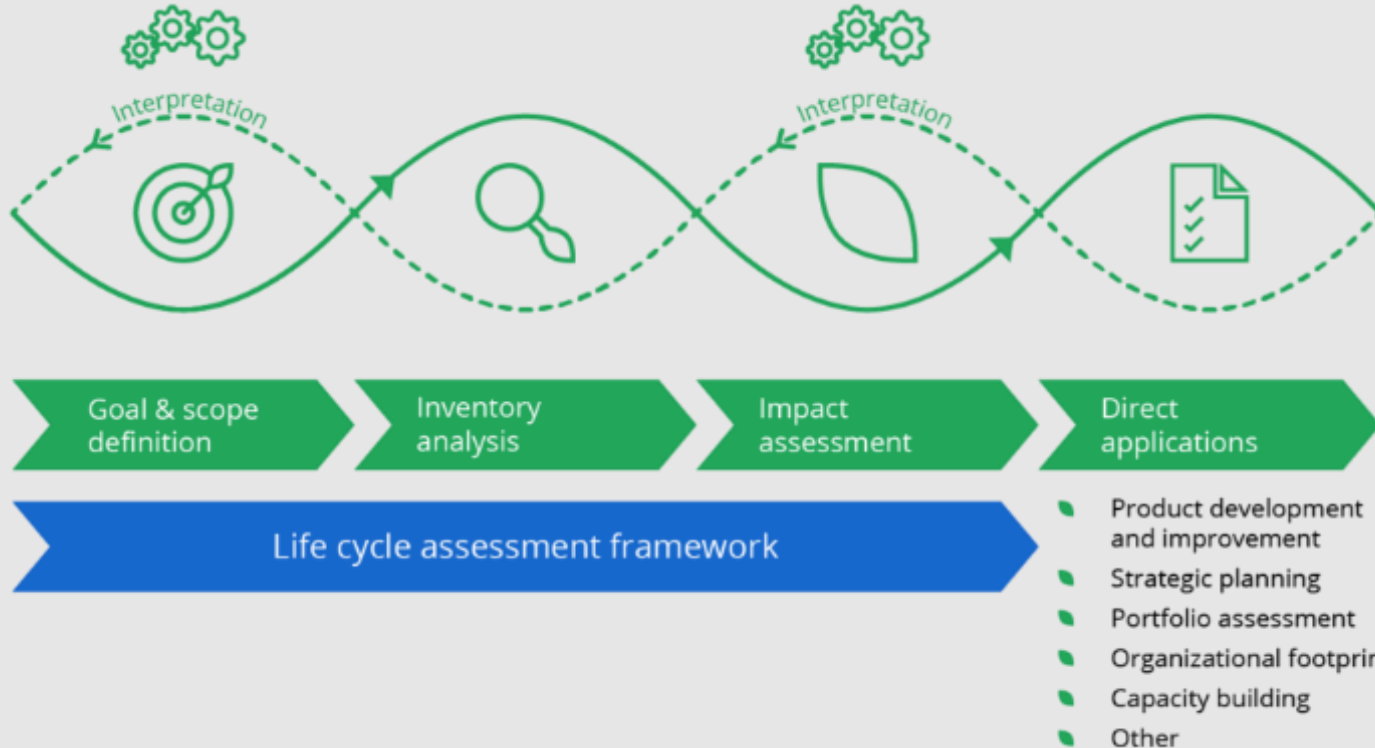 Interpretation
Interpretation
Goal & scope
definition
Inventory
analysis
Impact
assessment
Direct
applications
Life cycle assessment framework
Product development
and improvement
Strategic planning
Portfolio assessment
Organizational
Capacity building
Other